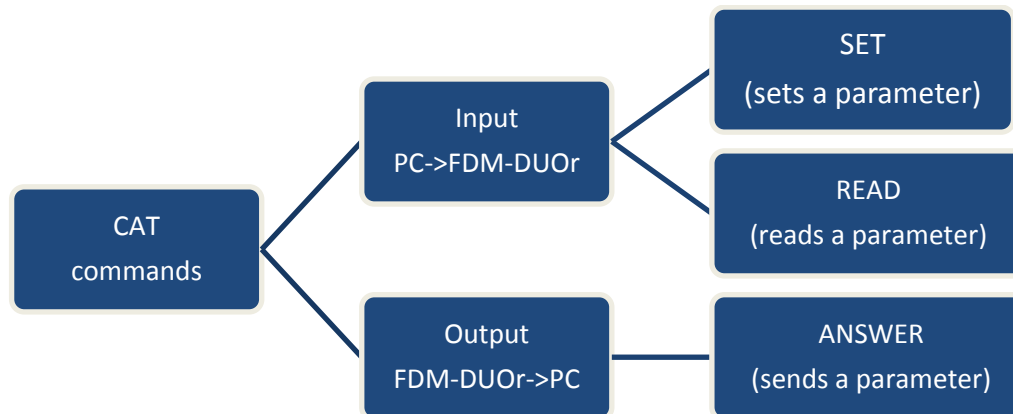 CAT
commands
Input
PC->FDM-DUOr
SET
(sets a parameter)
READ
(reads a parameter)
Output
FDM-DUOr->PC
ANSWER
(sends a parameter)